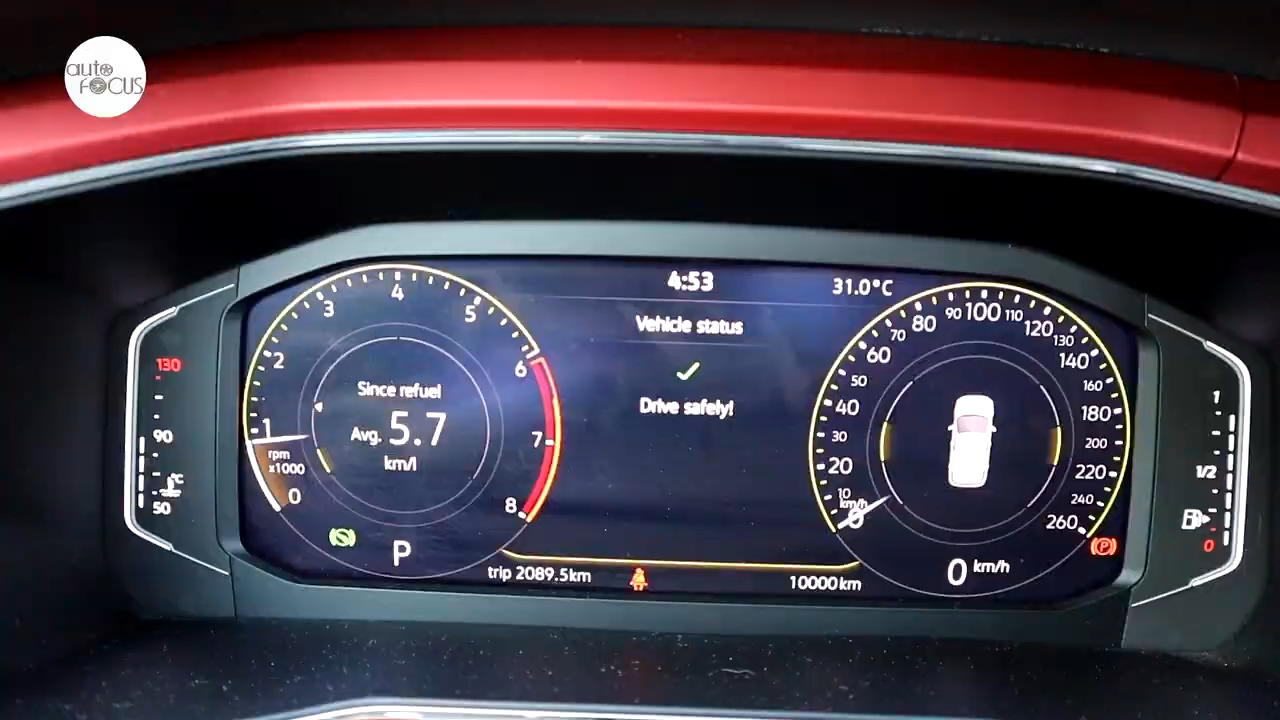 auto
FOCUS
4:53
31.0°C
Vehicle status
Drive safely!
Since refuel
Avg. 5.7
km/l
0
1
2
3
4
5
6
7
8
rpm
x1000
P
trip 2089.5km
10000km
0
10
20
30
40
50
60
70
80
90
100
110
120
130
140
160
180
200
220
240
260
km/h
0 km/h
(P)
130
90
°C
50
1
1/2
0